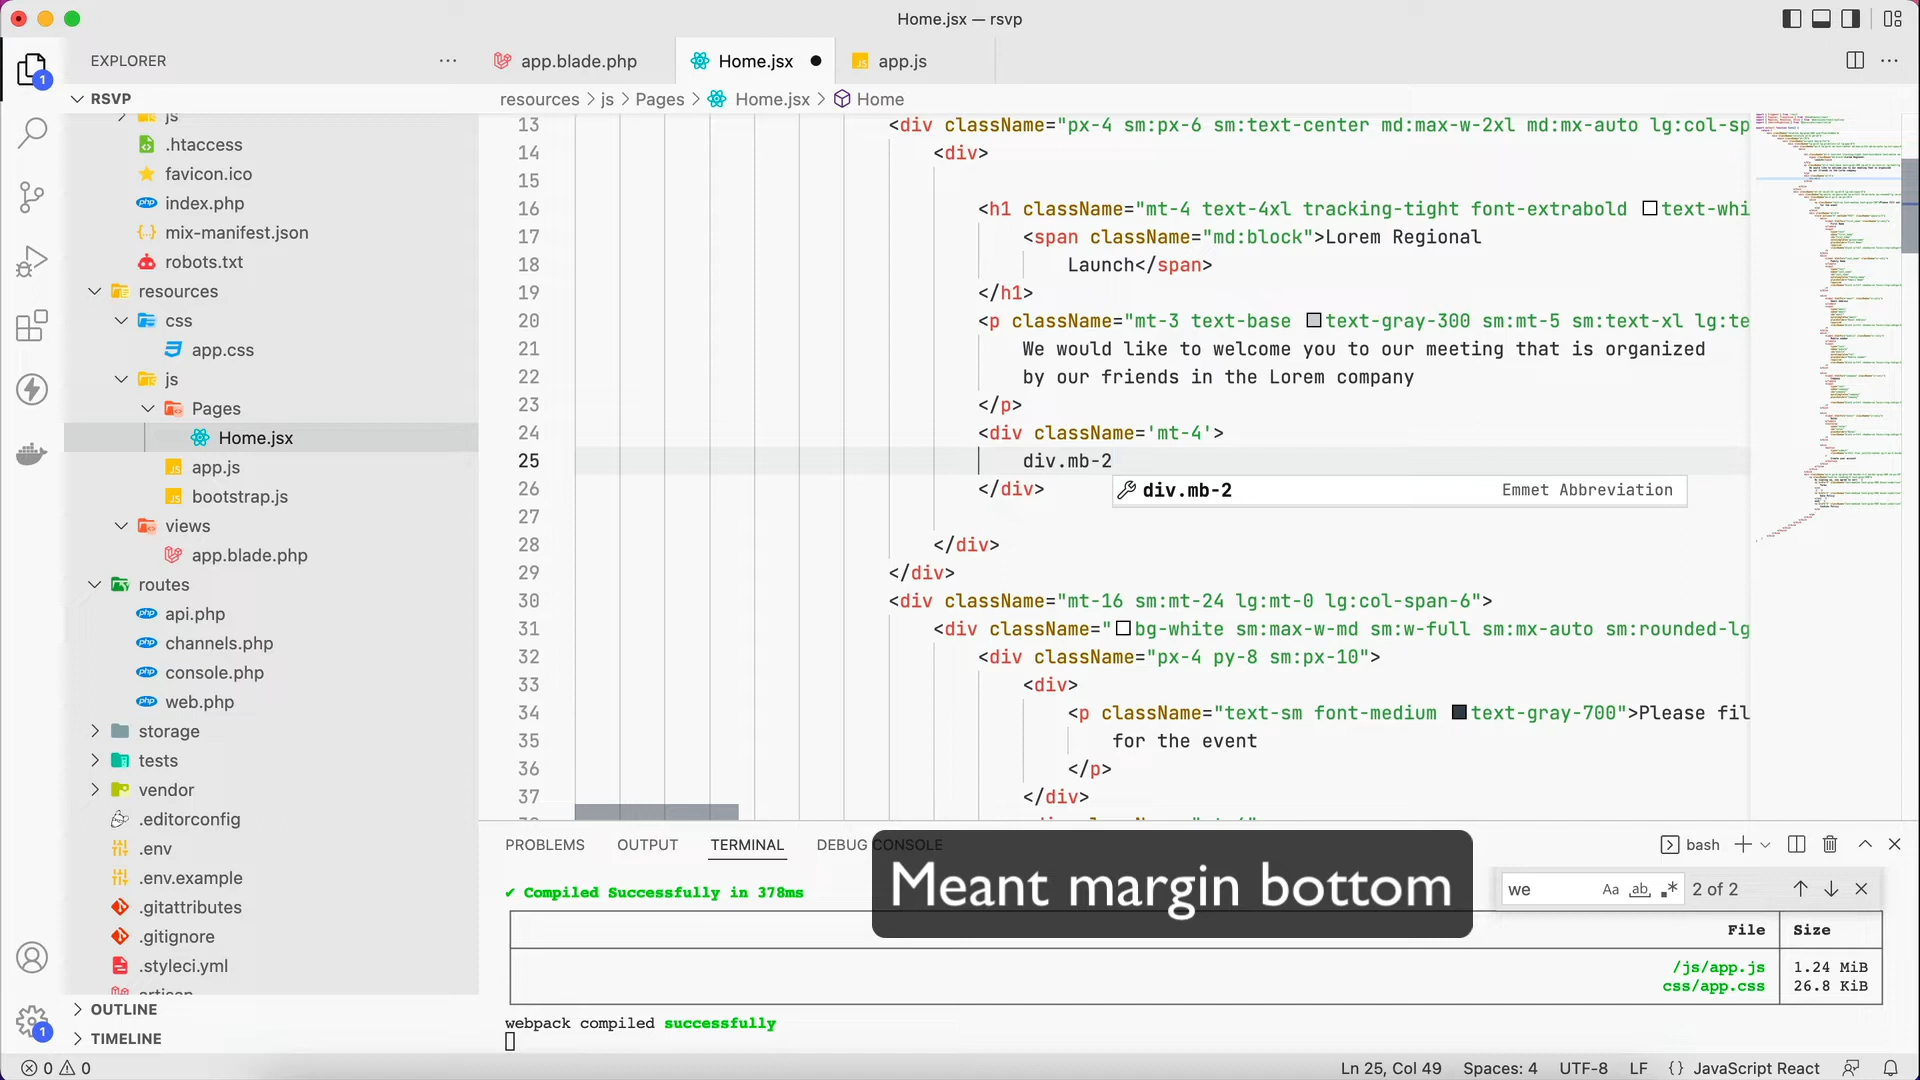 Home.jsx — rsvp
EXPLORER
app.blade.php
Home.jsx
JS app.js
1
RSVP
resources > js > Pages > Home.jsx > Home
js
.htaccess
favicon.ico
php index.php
mix-manifest.json
robots.txt
resources
css
app.css
js
Pages
Home.jsx
JS app.js
JS bootstrap.js
views
app.blade.php
routes
php api.php
php channels.php
php console.php
php web.php
storage
tests
vendor
.editorconfig
.env
.env.example
.gitattributes
.gitignore
.styleci.yml
artisan
OUTLINE
1
TIMELINE
13 <div className="px-4 sm:px-6 sm:text-center md:max-w-2xl md:mx-auto lg:col-sp
14 <div>
15
16 <h1 className="mt-4 text-4xl tracking-tight font-extrabold text-whi
17 <span className="md:block">Lorem Regional
18 Launch</span>
19 </h1>
20 <p className="mt-3 text-base text-gray-300 sm:mt-5 sm:text-xl lg:te
21 We would like to welcome you to our meeting that is organized
22 by our friends in the Lorem company
23 </p>
24 <div className='mt-4'>
25 div.mb-2
26 </div>
div.mb-2 Emmet Abbreviation
27
28 </div>
29 </div>
30 <div className="mt-16 sm:mt-24 lg:mt-0 lg:col-span-6">
31 <div className="bg-white sm:max-w-md sm:w-full sm:mx-auto sm:rounded-lg
32 <div className="px-4 py-8 sm:px-10">
33 <div>
34 <p className="text-sm font-medium text-gray-700">Please fil
35 for the event
36 </p>
37 </div>
PROBLEMS OUTPUT TERMINAL DEBUG CONSOLE
bash
Meant margin bottom
we Aa ab 2 of 2
✔ Compiled Successfully in 378ms
File Size
/js/app.js 1.24 MiB
css/app.css 26.8 KiB
webpack compiled successfully
0 0
Ln 25, Col 49 Spaces: 4 UTF-8 LF {} JavaScript React